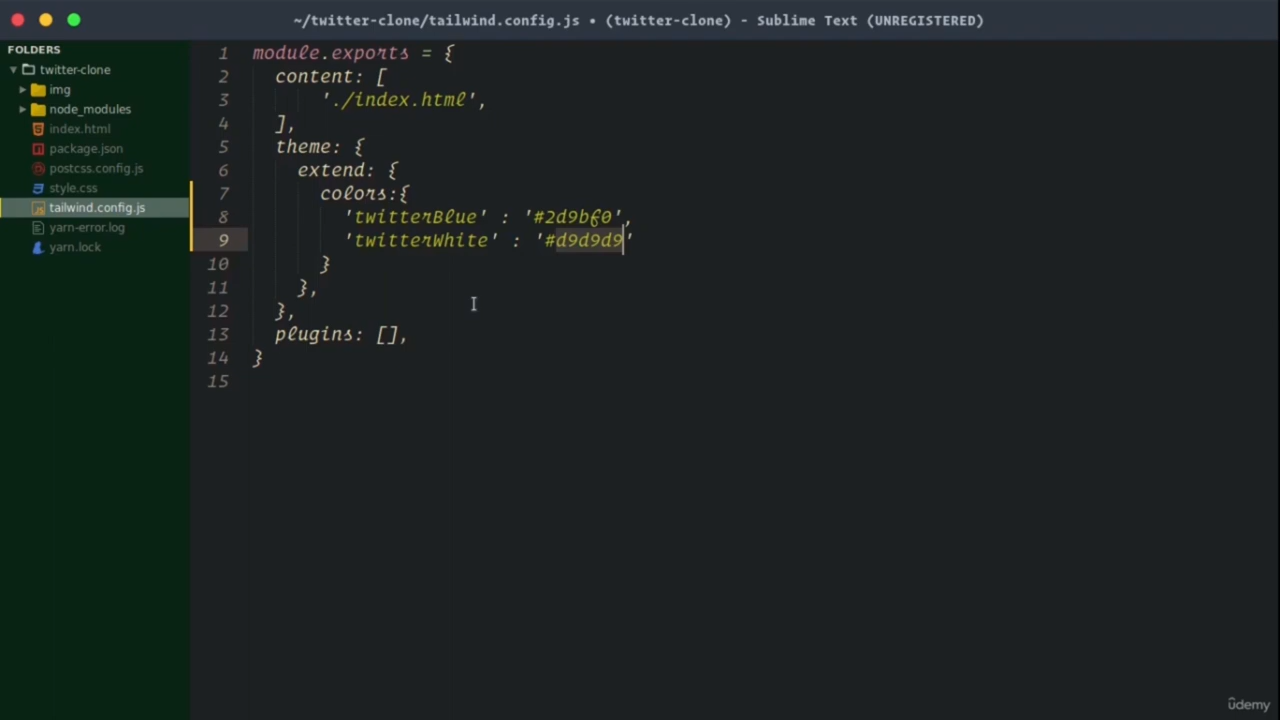 ~/twitter-clone/tailwind.config.js • (twitter-clone) - Sublime Text (UNREGISTERED)
FOLDERS
twitter-clone
img
node_modules
index.html
package.json
postcss.config.js
style.css
tailwind.config.js
yarn-error.log
yarn.lock
1 module.exports = {
2 content: [
3 './index.html',
4 ],
5 theme: {
6 extend: {
7 colors:{
8 'twitterBlue' : '#2d9bf0',
9 'twitterWhite' : '#d9d9d9'
10 }
11 },
12 },
13 plugins: [],
14 }
15
ûdemy